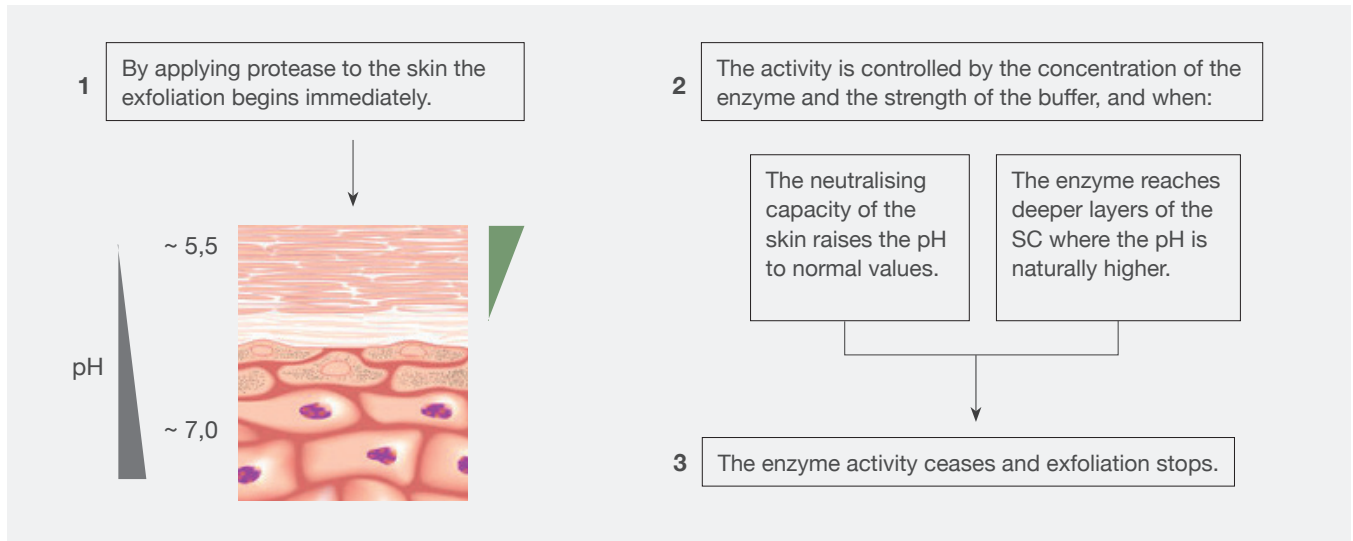 1
By applying protease to the skin the
exfoliation begins immediately.
~ 5,5
pH
~ 7,0
2
The activity is controlled by the concentration of the
enzyme and the strength of the buffer, and when:
The neutralising
capacity of the
skin raises the pH
to normal values.
The enzyme reaches
deeper layers of the
SC where the pH is
naturally higher.
3
The enzyme activity ceases and exfoliation stops.